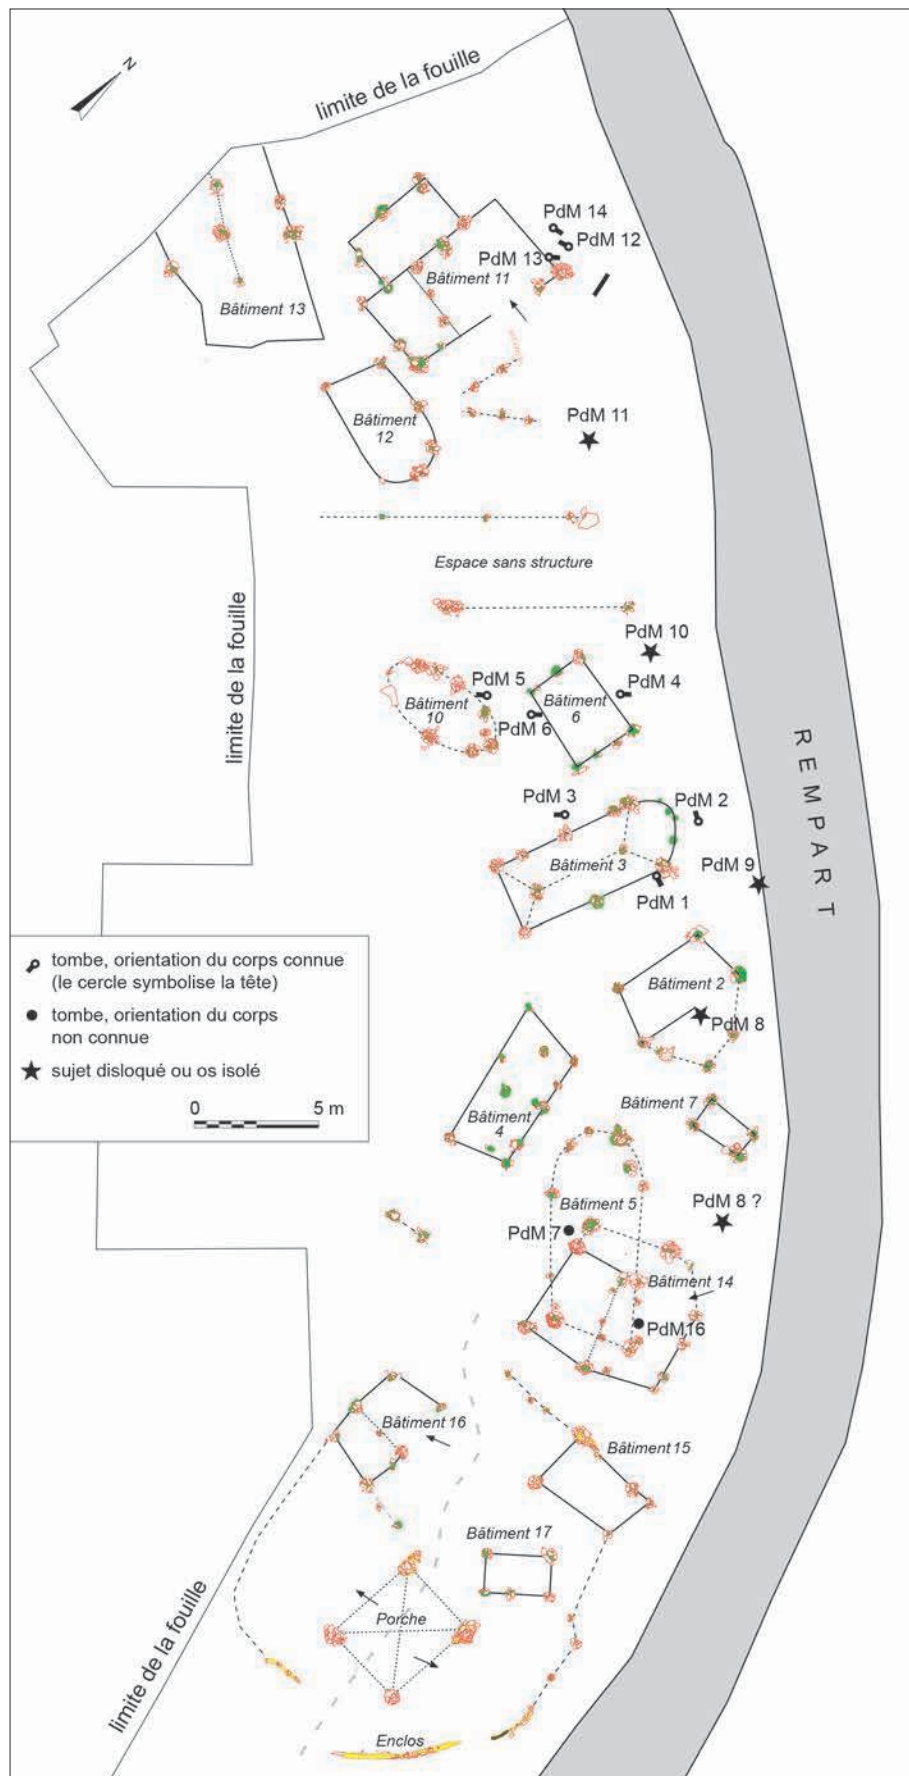 N
limite de la fouille
PdM 14
PdM 12
PdM 13
Bâtiment 11
Bâtiment 13
Bâtiment
12
PdM 11
Espace sans structure
limite de la fouille
PdM 10
PdM 5
PdM 4
Bâtiment
10
Bâtiment
6
PdM 6
REMPART
PdM 3
PdM 2
Bâtiment 3
PdM 9
PdM 1
tombe, orientation du corps connue
(le cercle symbolise la tête)
tombe, orientation du corps
non connue
sujet disloqué ou os isolé
0 5 m
Bâtiment 2
PdM 8
Bâtiment
4
Bâtiment 7
Bâtiment 5
PdM 8 ?
PdM 7
Bâtiment 14
PdM16
Bâtiment 16
Bâtiment 15
Bâtiment 17
Porche
limite de la fouille
Enclos